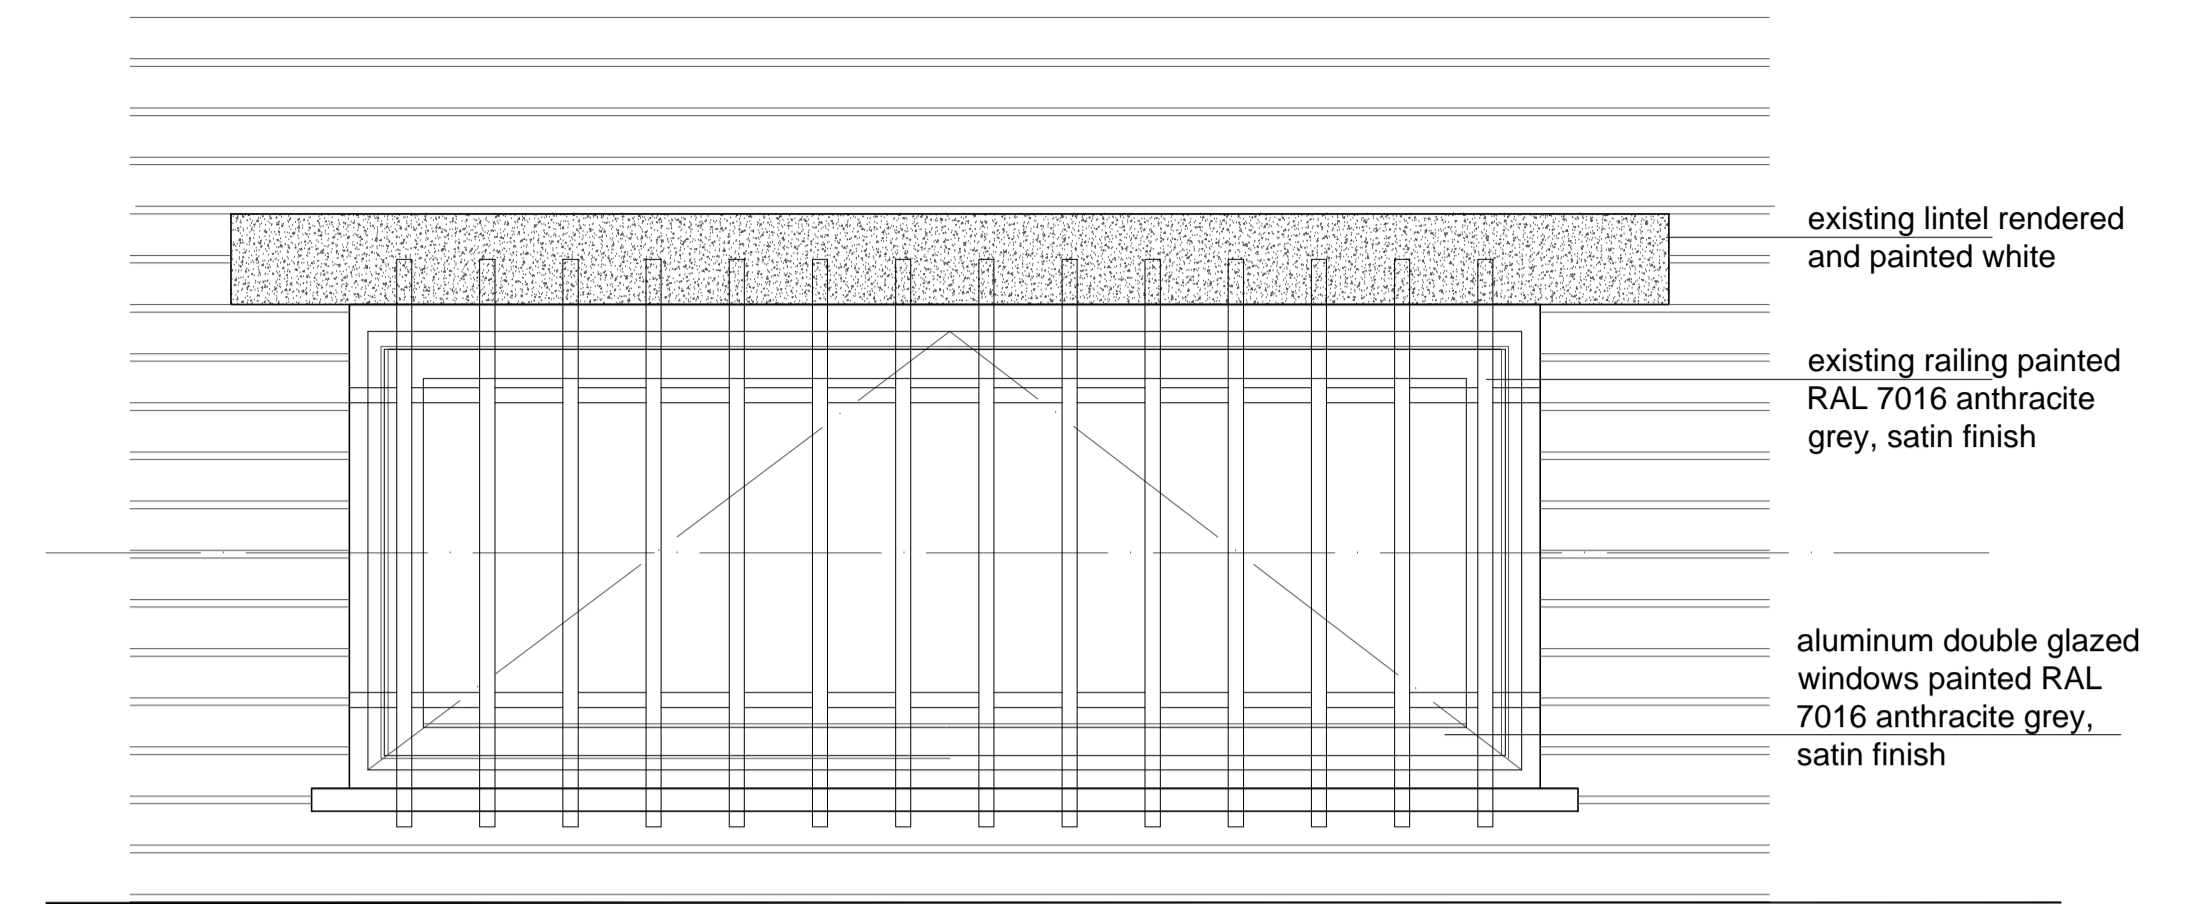 existing lintel rendered
and painted white
existing railing painted
RAL 7016 anthracite
grey, satin finish
aluminum double glazed
windows painted RAL
7016 anthracite grey,
satin finish